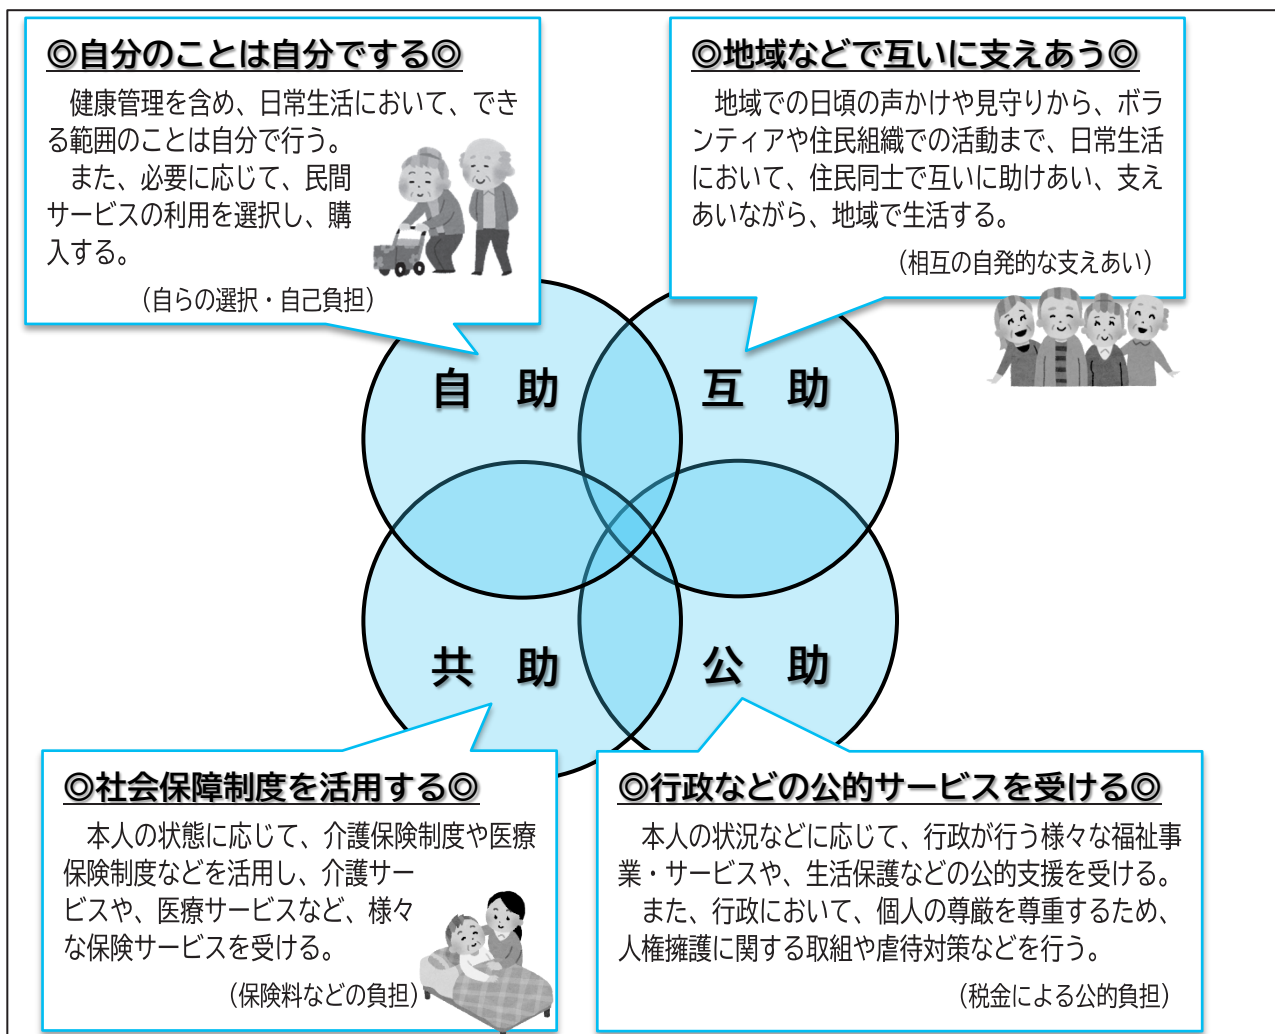 ◎自分のことは自分でする◎
　健康管理を含め、日常生活において、でき
る範囲のことは自分で行う。
　また、必要に応じて、民間
サービスの利用を選択し、購
入する。
（自らの選択・自己負担）
◎地域などで互いに支えあう◎
　地域での日頃の声かけや見守りから、ボラ
ンティアや住民組織での活動まで、日常生活
において、住民同士で互いに助けあい、支え
あいながら、地域で生活する。
（相互の自発的な支えあい）
自　助
互　助
共　助
公　助
◎社会保障制度を活用する◎
　本人の状態に応じて、介護保険制度や医療
保険制度などを活用し、介護サー
ビスや、医療サービスなど、様々
な保険サービスを受ける。
（保険料などの負担）
◎行政などの公的サービスを受ける◎
　本人の状況などに応じて、行政が行う様々な福祉事
業・サービスや、生活保護などの公的支援を受ける。
　また、行政において、個人の尊厳を尊重するため、
人権擁護に関する取組や虐待対策などを行う。
（税金による公的負担）